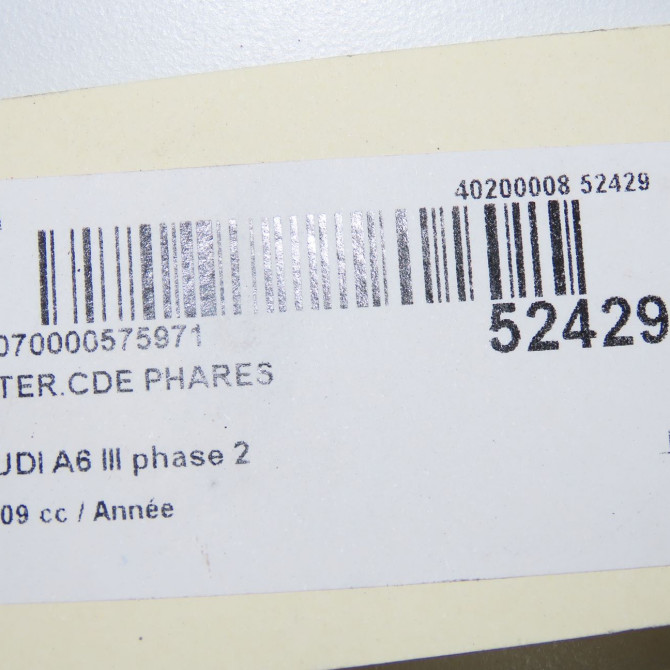 40200008 52429
070000575971
52429
TER.CDE PHARES
UDI A6 III phase 2
09 cc / Année